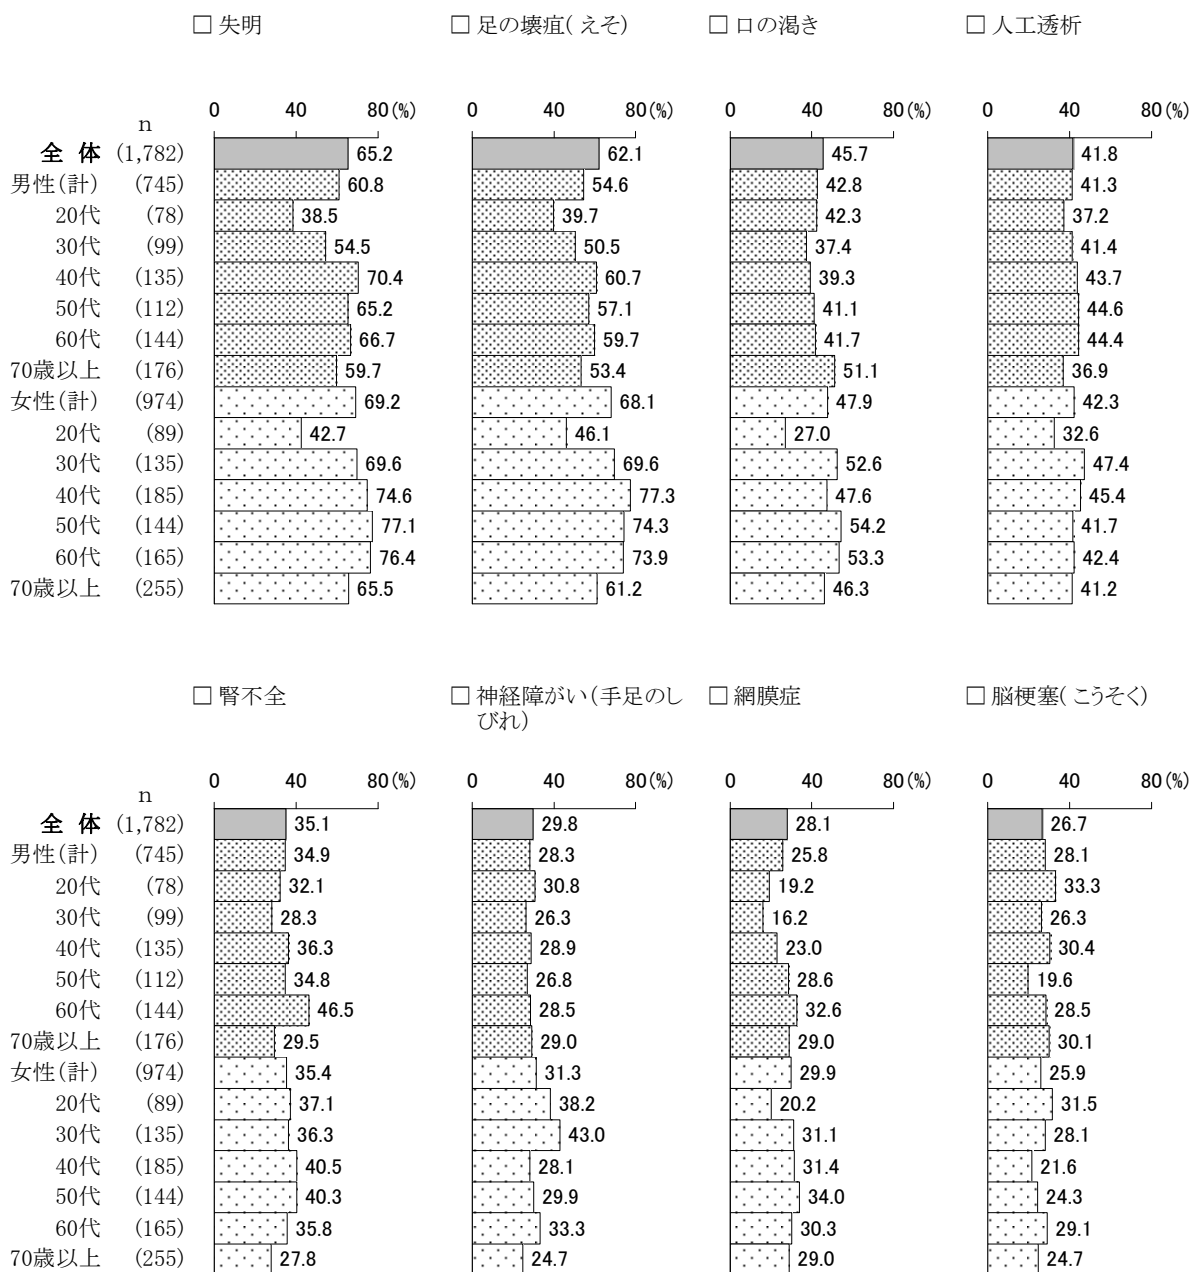 □ 失明 □ 足の壊疽( えそ) □ 口の渇き □ 人工透析
0 40 80(%) 0 40 80(%) 0 40 80(%) 0 40 80(%)
n
全 体 (1,782) 65.2 62.1 45.7 41.8
男性(計) (745) 60.8 54.6 42.8 41.3
20代 (78) 38.5 39.7 42.3 37.2
30代 (99) 54.5 50.5 37.4 41.4
40代 (135) 70.4 60.7 39.3 43.7
50代 (112) 65.2 57.1 41.1 44.6
60代 (144) 66.7 59.7 41.7 44.4
70歳以上 (176) 59.7 53.4 51.1 36.9
女性(計) (974) 69.2 68.1 47.9 42.3
20代 (89) 42.7 46.1 27.0 32.6
30代 (135) 69.6 69.6 52.6 47.4
40代 (185) 74.6 77.3 47.6 45.4
50代 (144) 77.1 74.3 54.2 41.7
60代 (165) 76.4 73.9 53.3 42.4
70歳以上 (255) 65.5 61.2 46.3 41.2
□ 腎不全 □ 神経障がい(手足のし □ 網膜症 □ 脳梗塞( こうそく)
びれ)
0 40 80(%) 0 40 80(%) 0 40 80(%) 0 40 80(%)
n
全 体 (1,782) 35.1 29.8 28.1 26.7
男性(計) (745) 34.9 28.3 25.8 28.1
20代 (78) 32.1 30.8 19.2 33.3
30代 (99) 28.3 26.3 16.2 26.3
40代 (135) 36.3 28.9 23.0 30.4
50代 (112) 34.8 26.8 28.6 19.6
60代 (144) 46.5 28.5 32.6 28.5
70歳以上 (176) 29.5 29.0 29.0 30.1
女性(計) (974) 35.4 31.3 29.9 25.9
20代 (89) 37.1 38.2 20.2 31.5
30代 (135) 36.3 43.0 31.1 28.1
40代 (185) 40.5 28.1 31.4 21.6
50代 (144) 40.3 29.9 34.0 24.3
60代 (165) 35.8 33.3 30.3 29.1
70歳以上 (255) 27.8 24.7 29.0 24.7